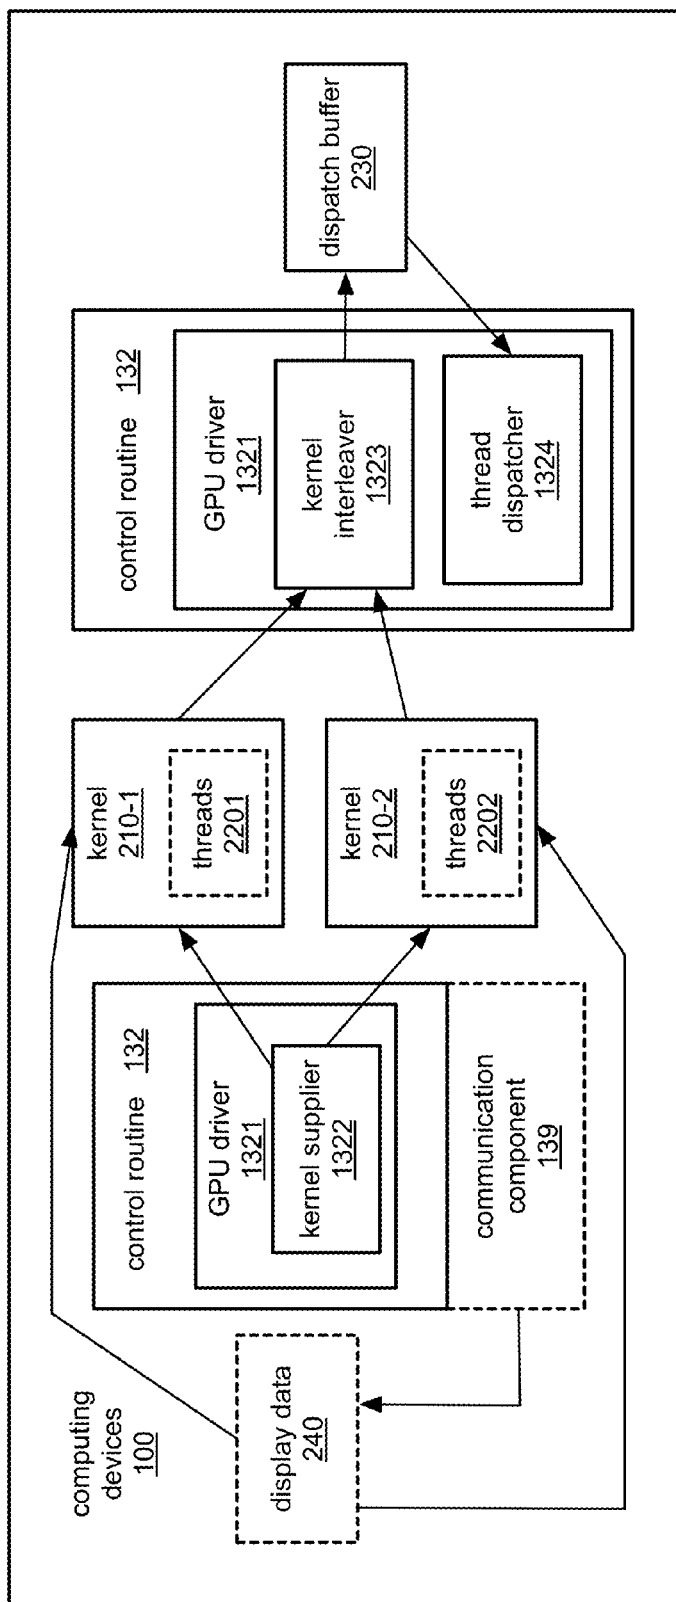 computing
devices
100
display data
240
control routine 132
GPU driver
1321
kernel supplier
1322
communication
component
139
kernel
210-1
threads
2201
kernel
210-2
threads
2202
control routine 132
GPU driver
1321
kernel
interleaver
1323
thread
dispatcher
1324
dispatch buffer
230